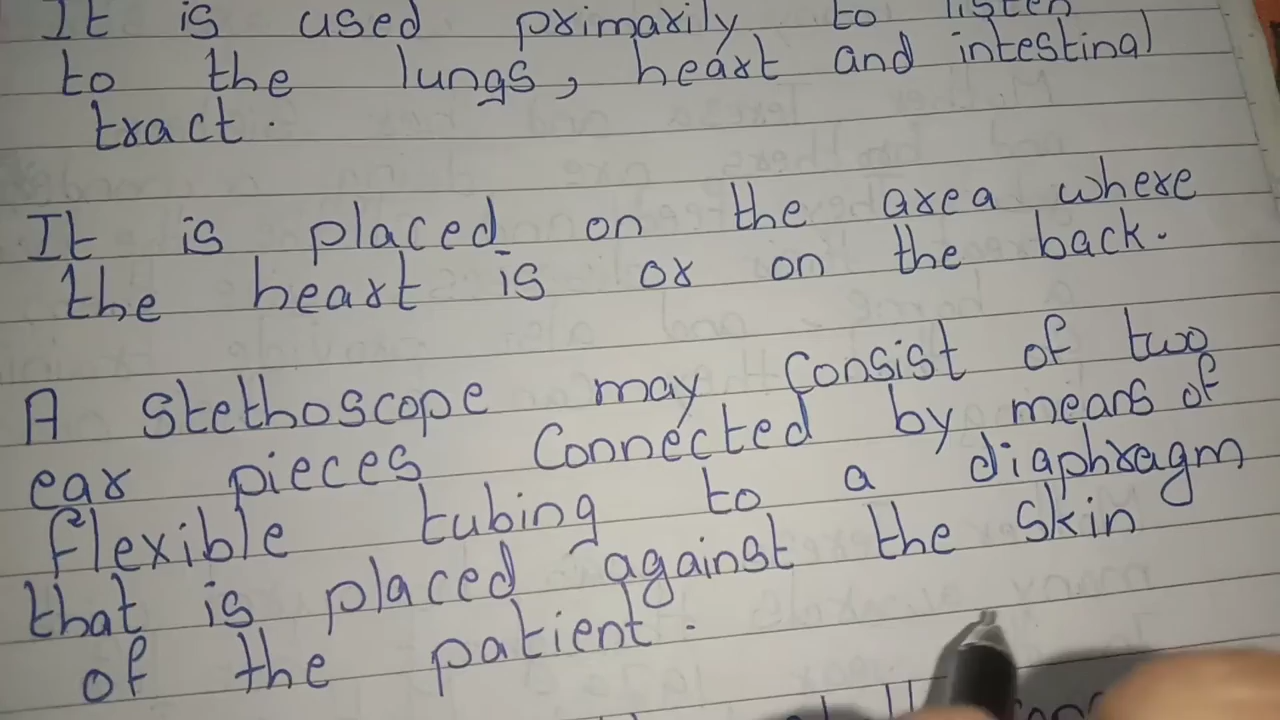 It is used primarily to listen
to the lungs, heart and intestinal
tract.
It is placed on the area where
the heart is or on the back.
A stethoscope may consist of two
ear pieces connected by means of
flexible tubing to a diaphragm
that is placed against the skin
of the patient.